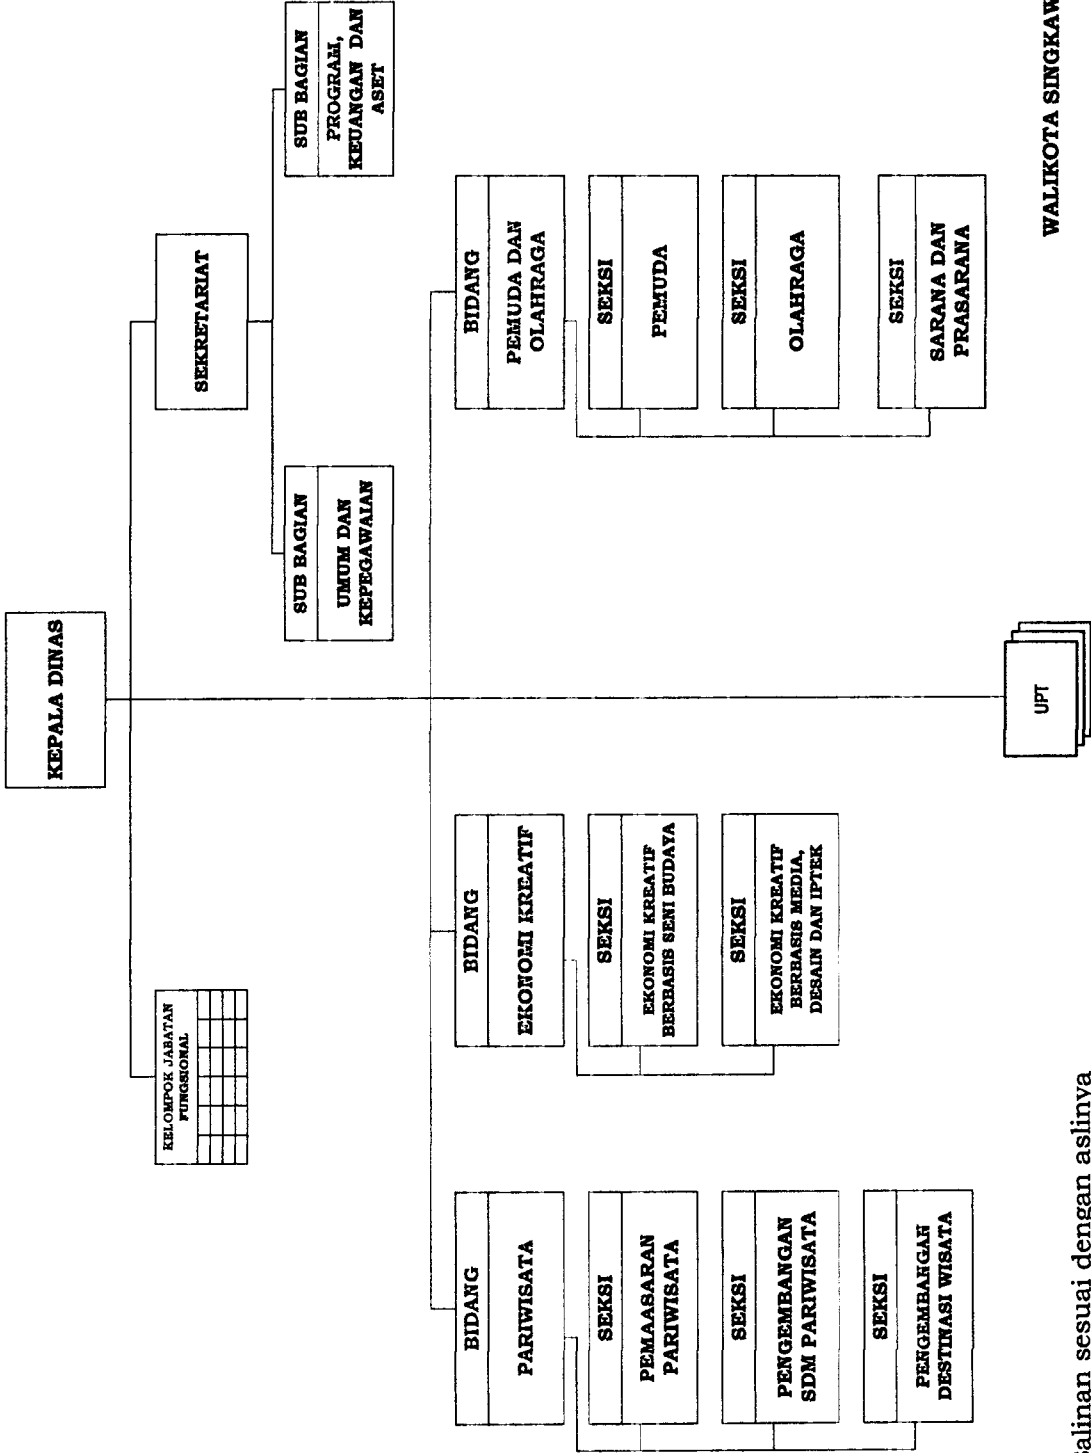 KEPALA DINAS
KELOMPOK JABATAN
FUNGSIONAL
SEKRETARIAT
SUB BAGIAN
UMUM DAN
KEPEGAWAIAN
SUB BAGIAN
PROGRAM,
KEUANGAN DAN
ASET
BIDANG
PARIWISATA
SEKSI
PEMAASARAN
PARIWISATA
SEKSI
PENGEMBANGAN
SDM PARIWISATA
SEKSI
PENGEMBANGAN
DESTINASI WISATA
BIDANG
EKONOMI KREATIF
SEKSI
EKONOMI KREATIF
BERBASIS SENI BUDAYA
SEKSI
EKONOMI KREATIF
BERBASIS MEDIA,
DESAIN DAN IPTEK
BIDANG
PEMUDA DAN
OLAHRAGA
SEKSI
PEMUDA
SEKSI
OLAHRAGA
SEKSI
SARANA DAN
PRASARANA
UPT
WALIKOTA SINGKAW
alinan sesuai dengan aslinya